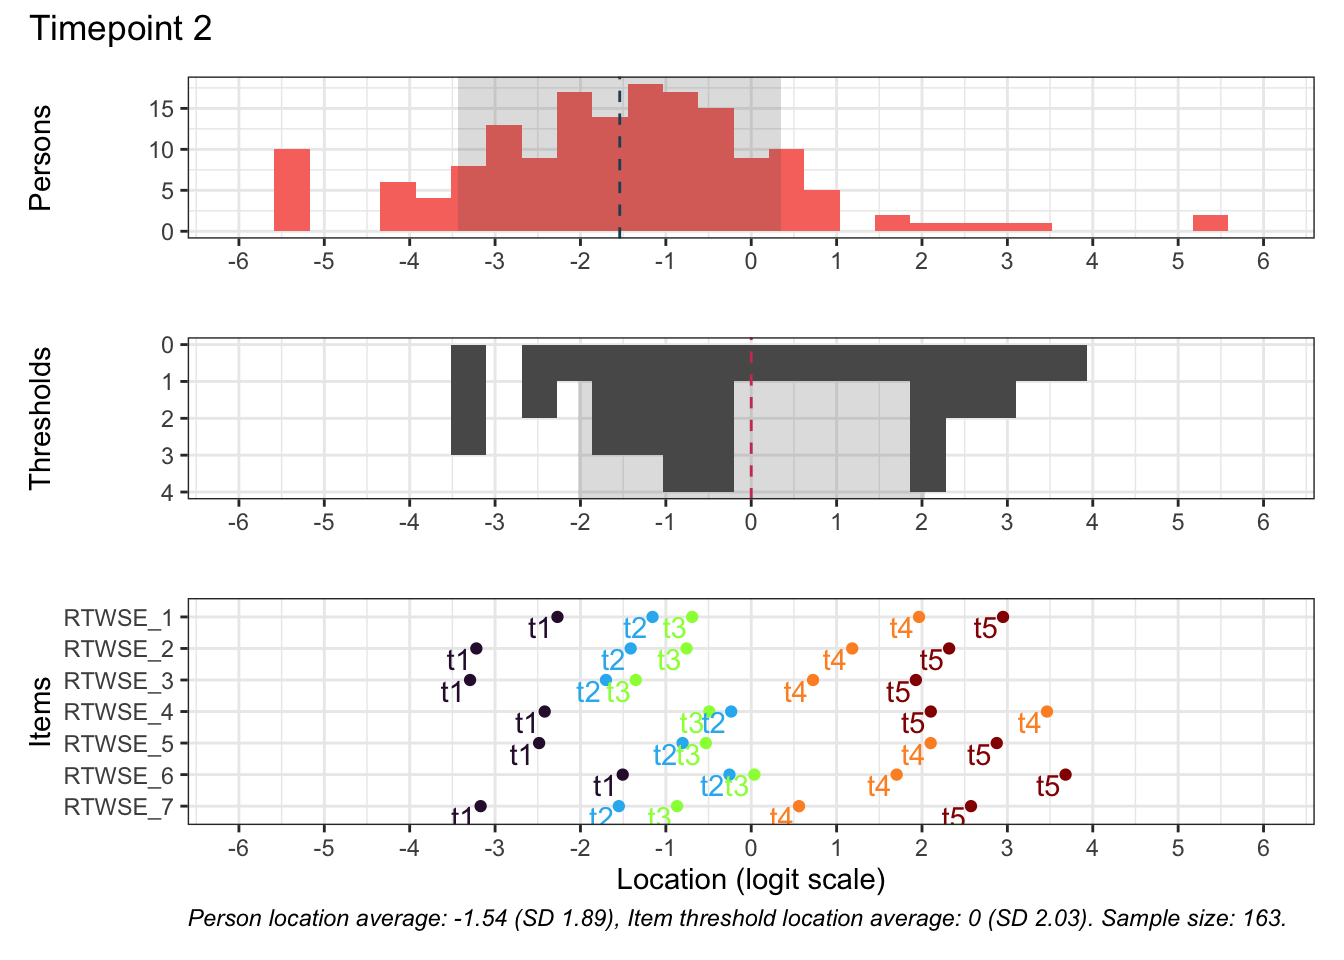 Timepoint 2
Persons
15
10
5
0
-6 -5 -4 -3 -2 -1 0 1 2 3 4 5 6
Thresholds
0
1
2
3
4
-6 -5 -4 -3 -2 -1 0 1 2 3 4 5 6
Items
RTWSE_1 t1 t2 t3 t4 t5
RTWSE_2 t1 t2 t3 t4 t5
RTWSE_3 t1 t2 t3 t4 t5
RTWSE_4 t1 t3 t2 t5 t4
RTWSE_5 t1 t2 t3 t4 t5
RTWSE_6 t1 t2 t3 t4 t5
RTWSE_7 t1 t2 t3 t4 t5
-6 -5 -4 -3 -2 -1 0 1 2 3 4 5 6
Location (logit scale)
Person location average: -1.54 (SD 1.89), Item threshold location average: 0 (SD 2.03). Sample size: 163.